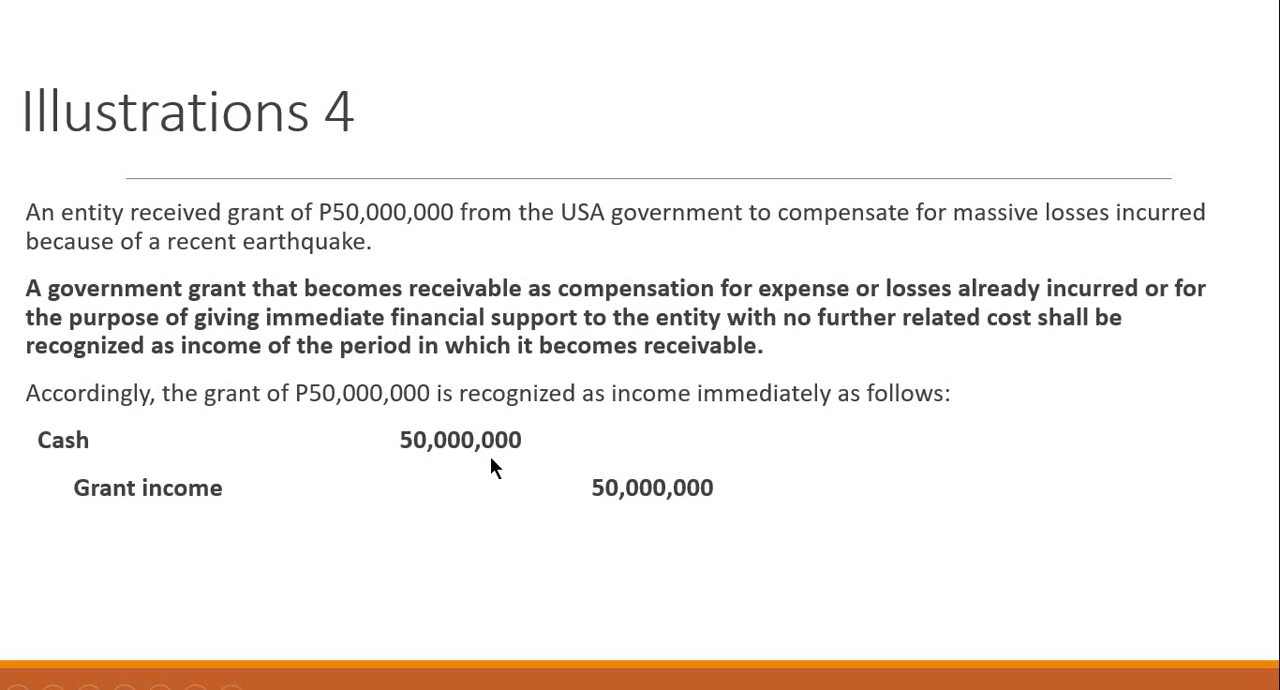 Illustrations 4
An entity received grant of P50,000,000 from the USA government to compensate for massive losses incurred
because of a recent earthquake.
A government grant that becomes receivable as compensation for expense or losses already incurred or for
the purpose of giving immediate financial support to the entity with no further related cost shall be
recognized as income of the period in which it becomes receivable.
Accordingly, the grant of P50,000,000 is recognized as income immediately as follows:
Cash 50,000,000
Grant income 50,000,000